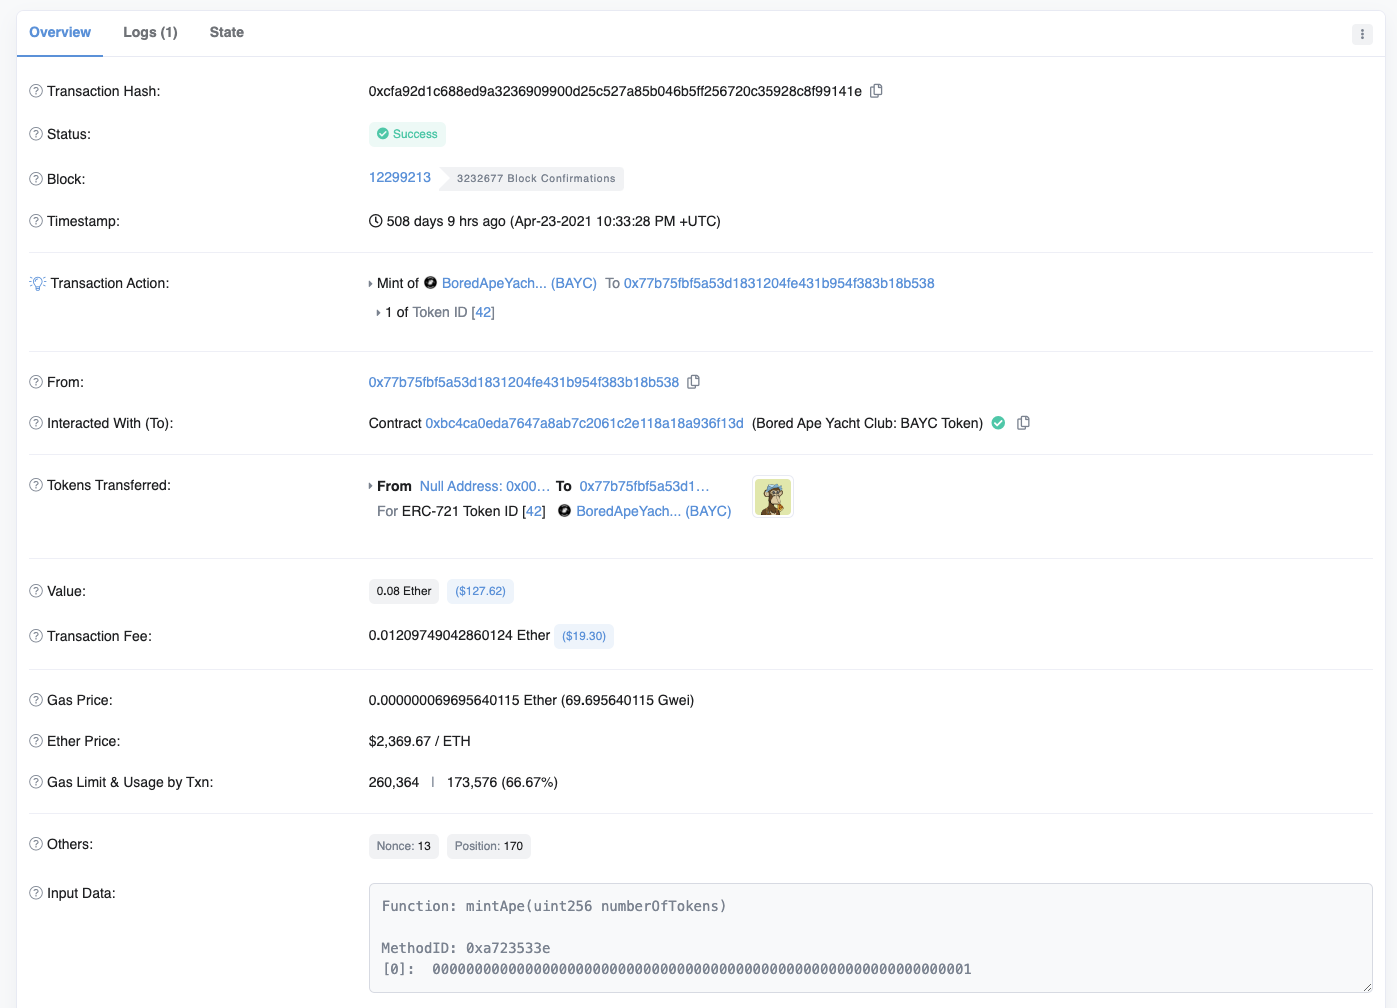 Overview Logs (1) State
Transaction Hash: 0xcfa92d1c688ed9a3236909900d25c527a85b046b5ff256720c35928c8f99141e
Status: Success
Block: 12299213 3232677 Block Confirmations
Timestamp: 508 days 9 hrs ago (Apr-23-2021 10:33:28 PM +UTC)
Transaction Action: Mint of BoredApeYach... (BAYC) To 0x77b75fbf5a53d1831204fe431b954f383b18b538
1 of Token ID [42]
From: 0x77b75fbf5a53d1831204fe431b954f383b18b538
Interacted With (To): Contract 0xbc4ca0eda7647a8ab7c2061c2e118a18a936f13d (Bored Ape Yacht Club: BAYC Token)
Tokens Transferred: From Null Address: 0x00... To 0x77b75fbf5a53d1...
For ERC-721 Token ID [42] BoredApeYach... (BAYC)
Value: 0.08 Ether ($127.62)
Transaction Fee: 0.01209749042860124 Ether ($19.30)
Gas Price: 0.000000069695640115 Ether (69.695640115 Gwei)
Ether Price: $2,369.67 / ETH
Gas Limit & Usage by Txn: 260,364 | 173,576 (66.67%)
Others: Nonce: 13 Position: 170
Input Data: Function: mintApe(uint256 numberOfTokens)
MethodID: 0xa723533e
[0]: 0000000000000000000000000000000000000000000000000000000000000001